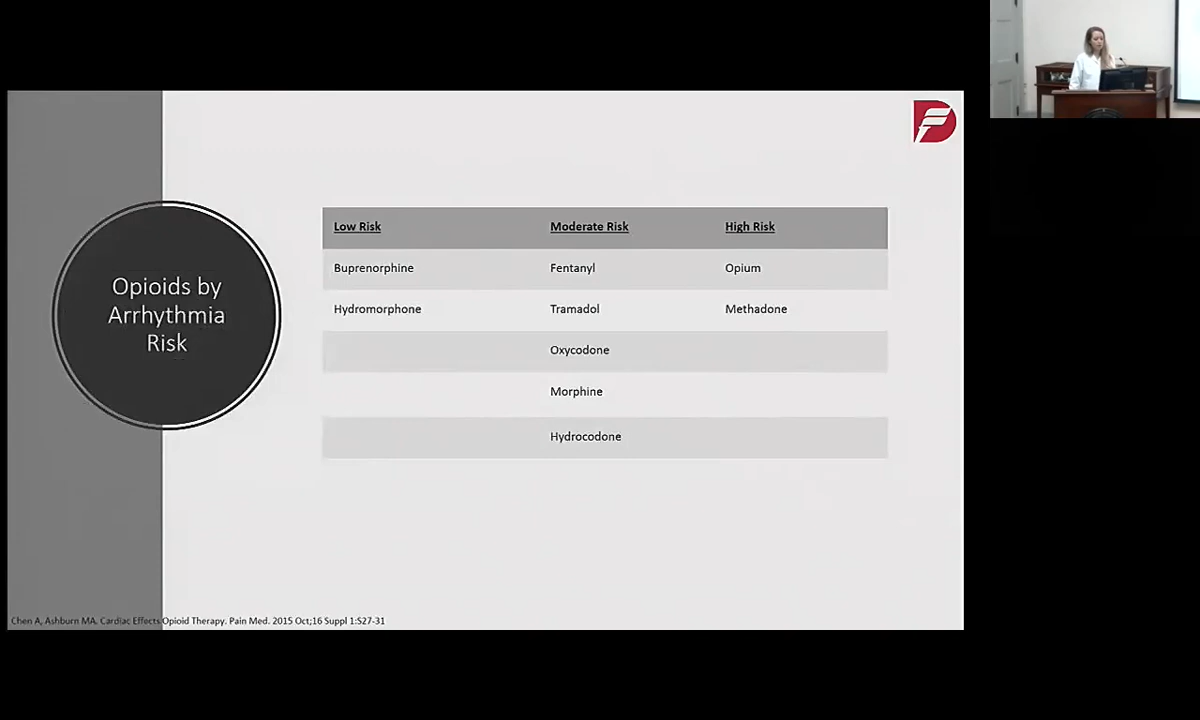 Opioids by
Arrhythmia
Risk
Low Risk Moderate Risk High Risk
Buprenorphine Fentanyl Opium
Hydromorphone Tramadol Methadone
Oxycodone
Morphine
Hydrocodone
Chen A, Ashburn MA. Cardiac Effects Opioid Therapy. Pain Med. 2015 Oct;16 Suppl 1:S27-31